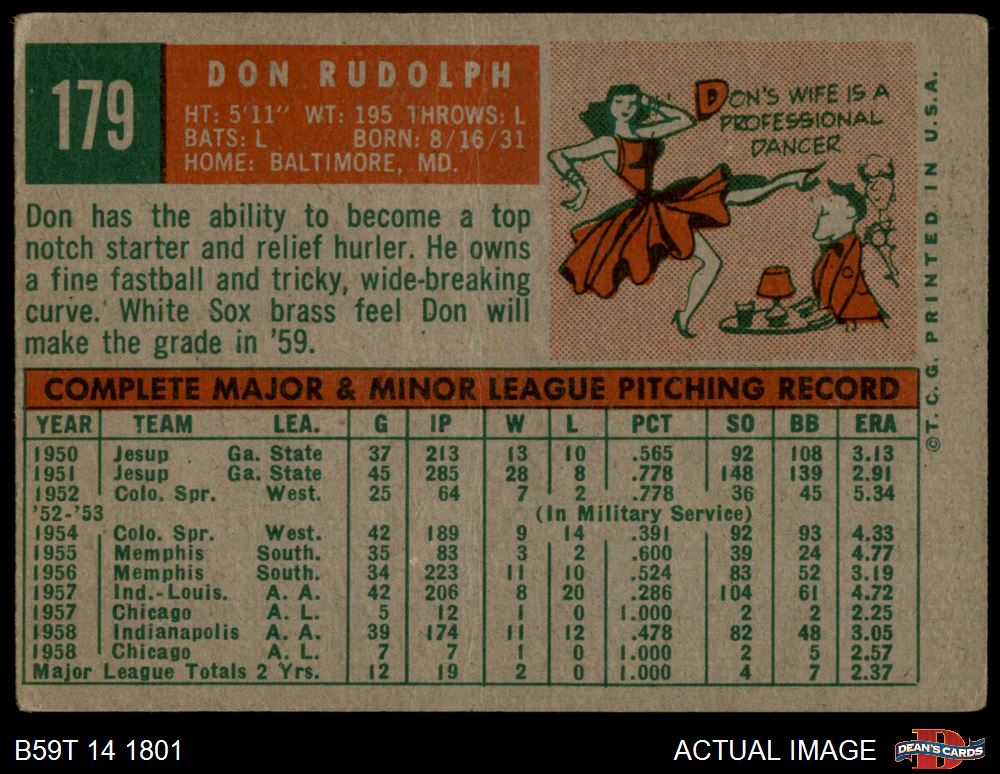 179
DON RUDOLPH
HT: 5'11" WT: 195 THROWS: L
BATS: L BORN: 8/16/31
HOME: BALTIMORE, MD.
DON'S WIFE IS A
PROFESSIONAL
DANCER
Don has the ability to become a top
notch starter and relief hurler. He owns
a fine fastball and tricky, wide-breaking
curve. White Sox brass feel Don will
make the grade in '59.
COMPLETE MAJOR & MINOR LEAGUE PITCHING RECORD
YEAR TEAM LEA. G IP W L PCT SO BB ERA
1950 Jesup Ga. State 37 213 13 10 .565 92 108 3.13
1951 Jesup Ga. State 45 285 28 8 .778 148 139 2.91
1952 Colo. Spr. West. 25 64 7 2 .778 36 45 5.34
'52-'53 (In Military Service)
1954 Colo. Spr. West. 42 189 9 14 .391 92 93 4.33
1955 Memphis South. 35 83 3 2 .600 39 24 4.77
1956 Memphis South. 34 223 11 10 .524 83 52 3.19
1957 Ind.-Louis. A. A. 42 206 8 20 .286 104 61 4.72
1957 Chicago A. L. 5 12 1 0 1.000 2 2 2.25
1958 Indianapolis A. A. 39 174 11 12 .478 82 48 3.05
1958 Chicago A. L. 7 7 1 0 1.000 2 5 2.57
Major League Totals 2 Yrs. 12 19 2 0 1.000 4 7 2.37
©T. C. G. PRINTED IN U.S.A.
B59T 14 1801
ACTUAL IMAGE
D
DEAN'S CARDS